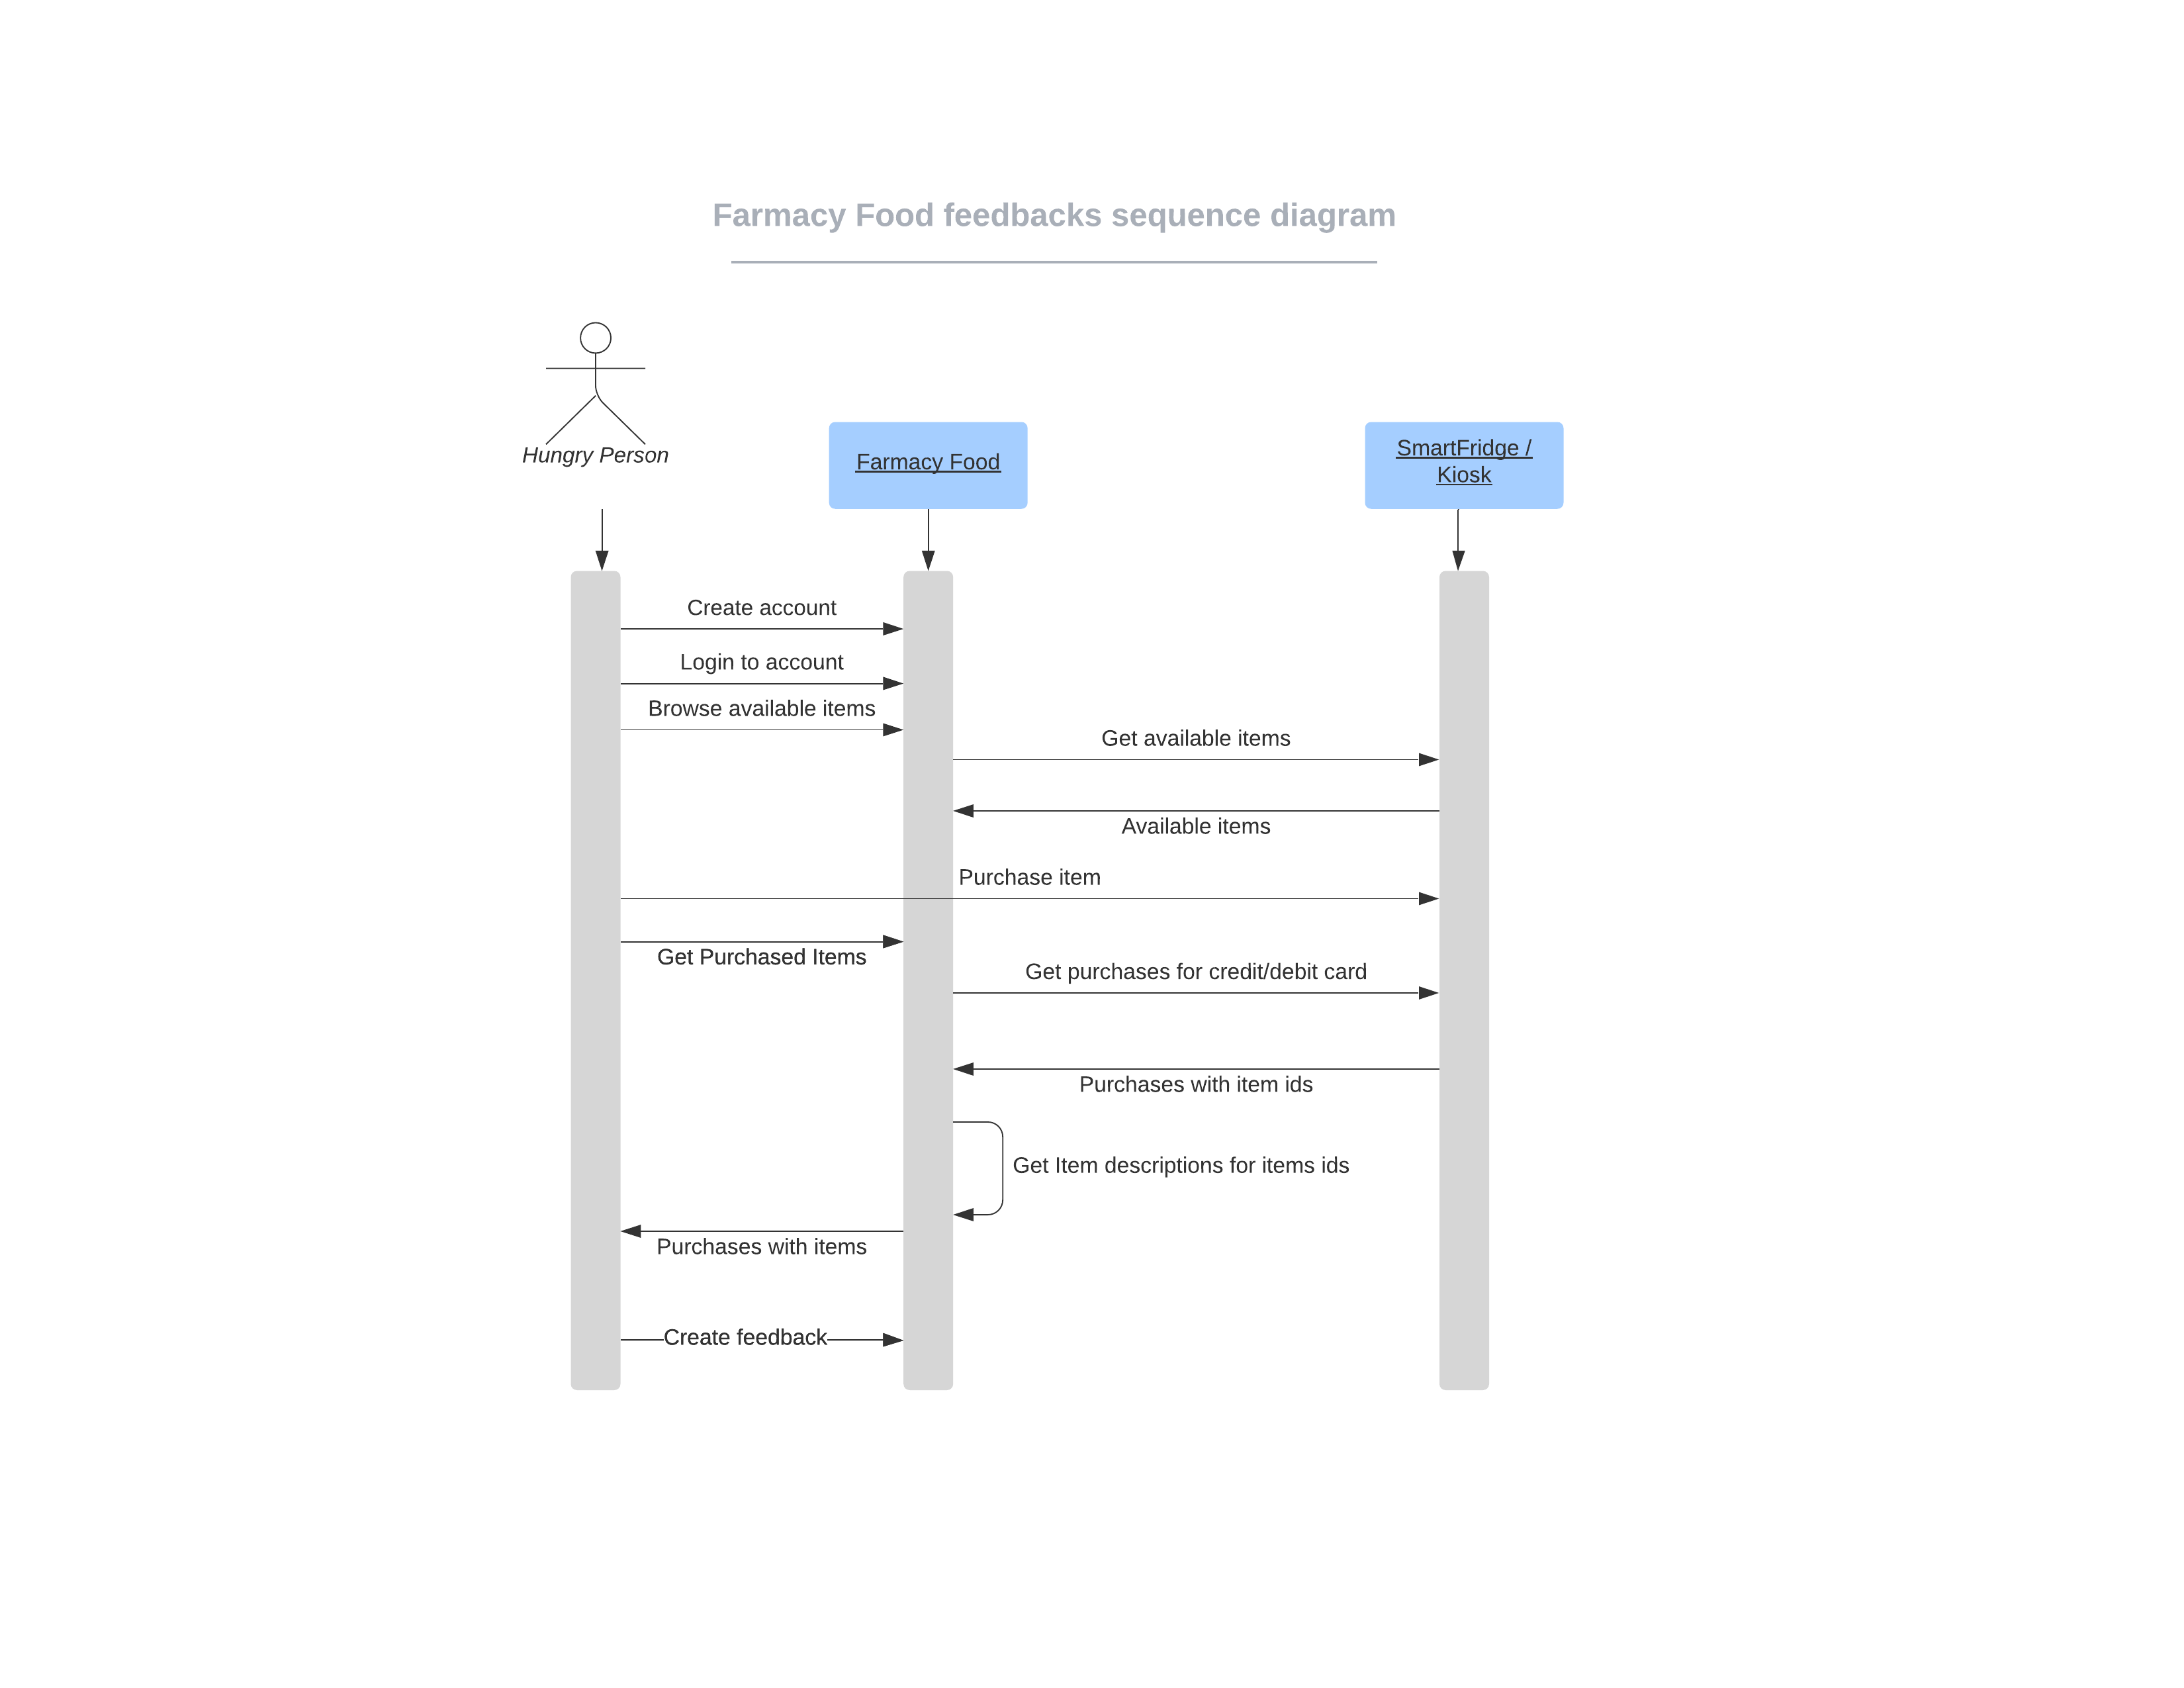 Farmacy Food feedbacks sequence diagram
Hungry Person
Farmacy Food
SmartFridge /
Kiosk
Create account
Login to account
Browse available items
Get available items
Available items
Purchase item
Get Purchased Items
Get purchases for credit/debit card
Purchases with item ids
Get Item descriptions for items ids
Purchases with items
Create feedback